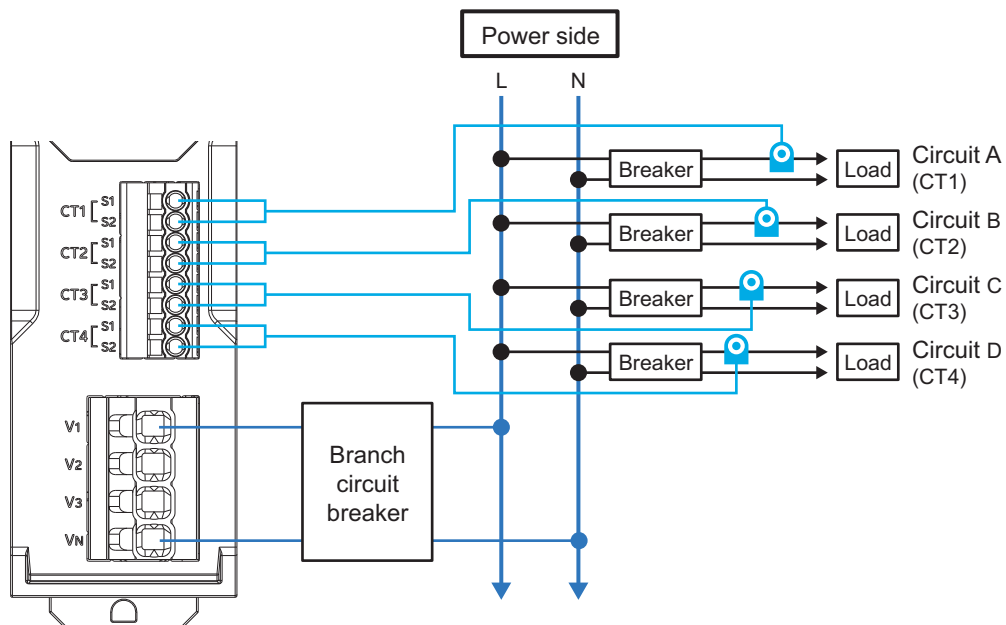 Power side
L N
Breaker Load Circuit A
(CT1)
Breaker Load Circuit B
(CT2)
Breaker Load Circuit C
(CT3)
Breaker Load Circuit D
(CT4)
CT1 S1
S2
CT2 S1
S2
CT3 S1
S2
CT4 S1
S2
V1
V2
V3
VN
Branch
circuit
breaker